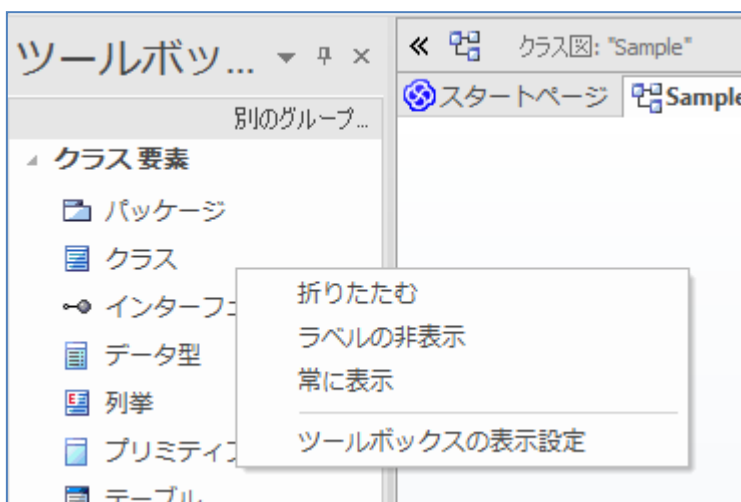 ツールボッ...
クラス図: "Sample"
スタートページ
Sample
別のグループ...
クラス 要素
パッケージ
クラス
インターフェ
データ型
列挙
プリミティブ
テーブル
折りたたむ
ラベルの非表示
常に表示
ツールボックスの表示設定